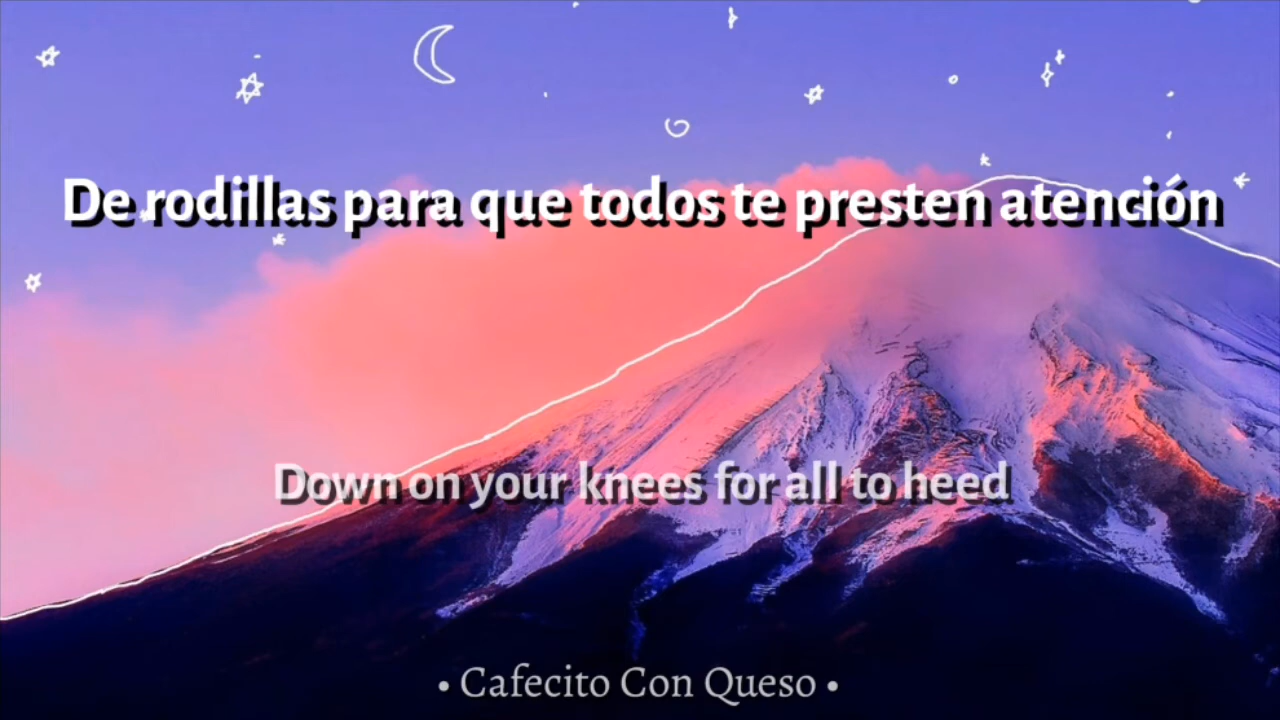 De rodillas para que todos te presten atención
Down on your knees for all to heed
• Cafecito Con Queso •